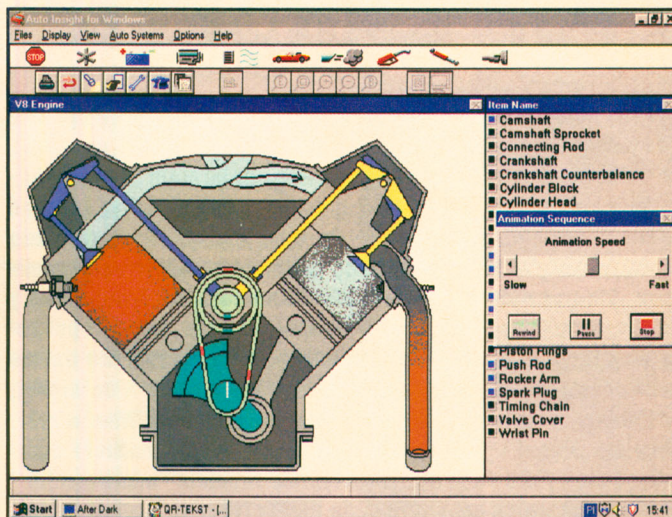 Auto Insight for Windows
Files Display View Auto Systems Options Help
STOP
V8 Engine
Item Name
Camshaft
Camshaft Sprocket
Connecting Rod
Crankshaft
Crankshaft Counterbalance
Cylinder Block
Cylinder Head
Animation Sequence
Animation Speed
Slow Fast
Rewind Pause Stop
Piston Rings
Push Rod
Rocker Arm
Spark Plug
Timing Chain
Valve Cover
Wrist Pin
Start After Dark QR-TEKST - [... Pl 15:41